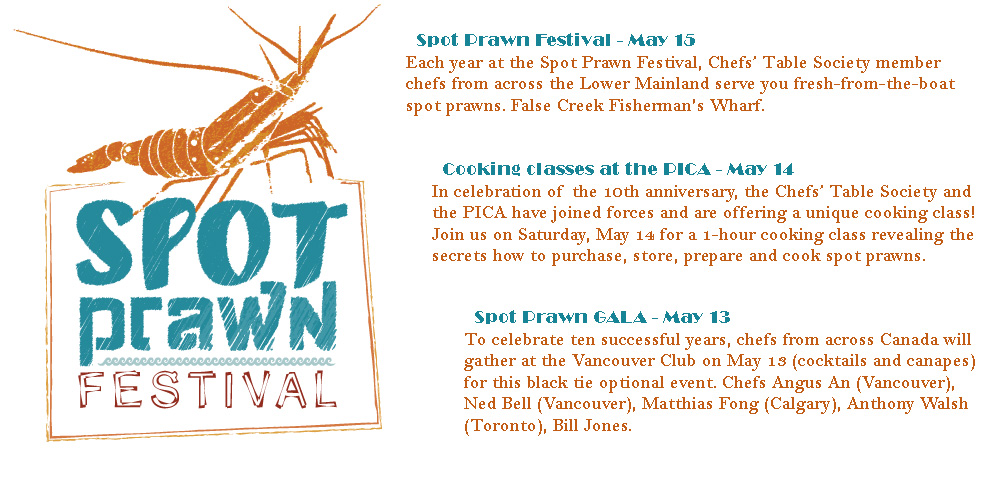 SPOT
prawn
FESTIVAL
Spot Prawn Festival - May 15
Each year at the Spot Prawn Festival, Chefs' Table Society member
chefs from across the Lower Mainland serve you fresh-from-the-boat
spot prawns. False Creek Fisherman's Wharf.
Cooking classes at the PICA - May 14
In celebration of the 10th anniversary, the Chefs' Table Society and
the PICA have joined forces and are offering a unique cooking class!
Join us on Saturday, May 14 for a 1-hour cooking class revealing the
secrets how to purchase, store, prepare and cook spot prawns.
Spot Prawn GALA - May 13
To celebrate ten successful years, chefs from across Canada will
gather at the Vancouver Club on May 13 (cocktails and canapes)
for this black tie optional event. Chefs Angus An (Vancouver),
Ned Bell (Vancouver), Matthias Fong (Calgary), Anthony Walsh
(Toronto), Bill Jones.